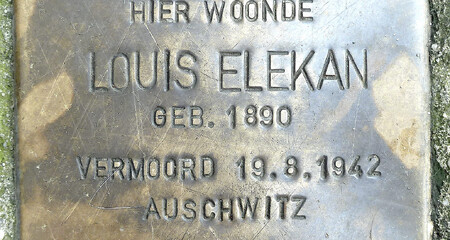 HIER WOONDE
LOUIS ELEKAN
GEB. 1890
VERMOORD 19.8.1942
AUSCHWITZ